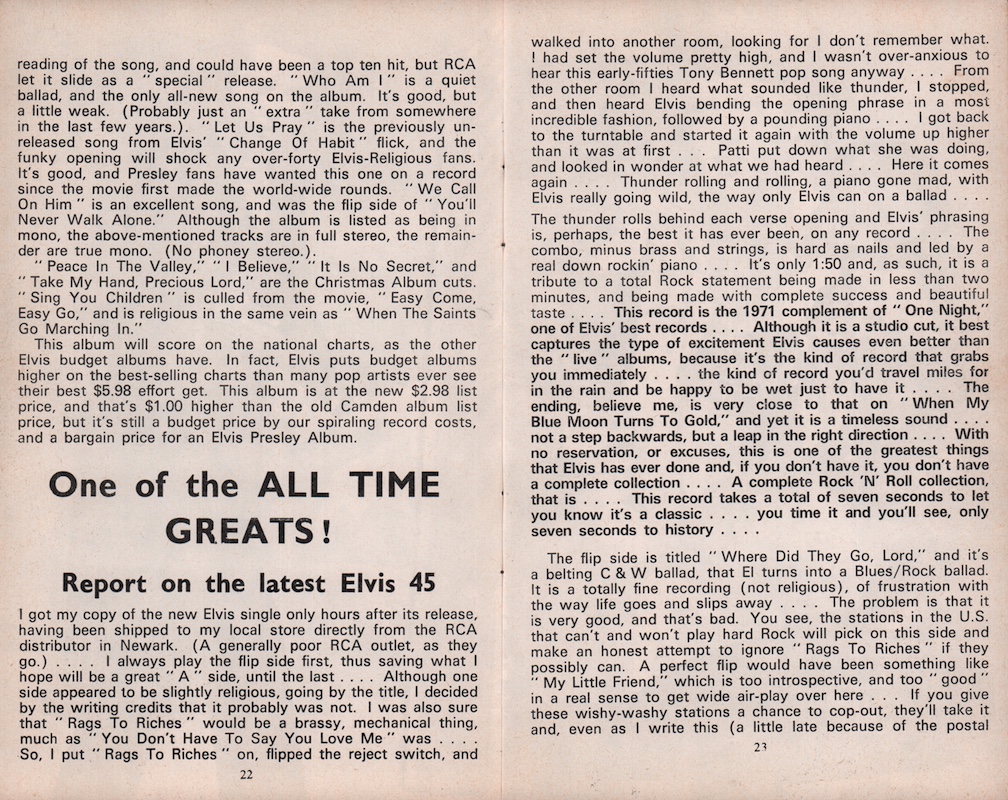 reading of the song, and could have been a top ten hit, but RCA
let it slide as a " special " release. " Who Am I " is a quiet
ballad, and the only all-new song on the album. It's good, but
a little weak. (Probably just an " extra " take from somewhere
in the last few years.). " Let Us Pray " is the previously un-
released song from Elvis' " Change Of Habit " flick, and the
funky opening will shock any over-forty Elvis-Religious fans.
It's good, and Presley fans have wanted this one on a record
since the movie first made the world-wide rounds. " We Call
On Him " is an excellent song, and was the flip side of " You'll
Never Walk Alone." Although the album is listed as being in
mono, the above-mentioned tracks are in full stereo, the remain-
der are true mono. (No phoney stereo.).
" Peace In The Valley," " I Believe," " It Is No Secret," and
" Take My Hand, Precious Lord," are the Christmas Album cuts.
" Sing You Children " is culled from the movie, " Easy Come,
Easy Go," and is religious in the same vein as " When The Saints
Go Marching In."
This album will score on the national charts, as the other
Elvis budget albums have. In fact, Elvis puts budget albums
higher on the best-selling charts than many pop artists ever see
their best $5.98 effort get. This album is at the new $2.98 list
price, and that's $1.00 higher than the old Camden album list
price, but it's still a budget price by our spiraling record costs,
and a bargain price for an Elvis Presley Album.
One of the ALL TIME
GREATS!
Report on the latest Elvis 45
I got my copy of the new Elvis single only hours after its release,
having been shipped to my local store directly from the RCA
distributor in Newark. (A generally poor RCA outlet, as they
go.) . . . . I always play the flip side first, thus saving what I
hope will be a great " A " side, until the last . . . . Although one
side appeared to be slightly religious, going by the title, I decided
by the writing credits that it probably was not. I was also sure
that " Rags To Riches " would be a brassy, mechanical thing,
much as " You Don't Have To Say You Love Me " was . . . .
So, I put " Rags To Riches " on, flipped the reject switch, and
22
walked into another room, looking for I don't remember what.
! had set the volume pretty high, and I wasn't over-anxious to
hear this early-fifties Tony Bennett pop song anyway . . . . From
the other room I heard what sounded like thunder, I stopped,
and then heard Elvis bending the opening phrase in a most
incredible fashion, followed by a pounding piano . . . . I got back
to the turntable and started it again with the volume up higher
than it was at first . . . Patti put down what she was doing,
and looked in wonder at what we had heard . . . . Here it comes
again . . . . Thunder rolling and rolling, a piano gone mad, with
Elvis really going wild, the way only Elvis can on a ballad . . . .
The thunder rolls behind each verse opening and Elvis' phrasing
is, perhaps, the best it has ever been, on any record . . . . The
combo, minus brass and strings, is hard as nails and led by a
real down rockin' piano . . . . It's only 1:50 and, as such, it is a
tribute to a total Rock statement being made in less than two
minutes, and being made with complete success and beautiful
taste . . . . This record is the 1971 complement of " One Night,"
one of Elvis' best records . . . . Although it is a studio cut, it best
captures the type of excitement Elvis causes even better than
the " live " albums, because it's the kind of record that grabs
you immediately . . . . the kind of record you'd travel miles for
in the rain and be happy to be wet just to have it . . . . The
ending, believe me, is very close to that on " When My
Blue Moon Turns To Gold," and yet it is a timeless sound . . . .
not a step backwards, but a leap in the right direction . . . . With
no reservation, or excuses, this is one of the greatest things
that Elvis has ever done and, if you don't have it, you don't have
a complete collection . . . . A complete Rock 'N' Roll collection,
that is . . . . This record takes a total of seven seconds to let
you know it's a classic . . . . you time it and you'll see, only
seven seconds to history . . . .
The flip side is titled " Where Did They Go, Lord," and it's
a belting C & W ballad, that El turns into a Blues/Rock ballad.
It is a totally fine recording (not religious), of frustration with
the way life goes and slips away . . . . The problem is that it
is very good, and that's bad. You see, the stations in the U.S.
that can't and won't play hard Rock will pick on this side and
make an honest attempt to ignore " Rags To Riches " if they
possibly can. A perfect flip would have been something like
" My Little Friend," which is too introspective, and too " good "
in a real sense to get wide air-play over here . . . If you give
these wishy-washy stations a chance to cop-out, they'll take it
and, even as I write this (a little late because of the postal
23